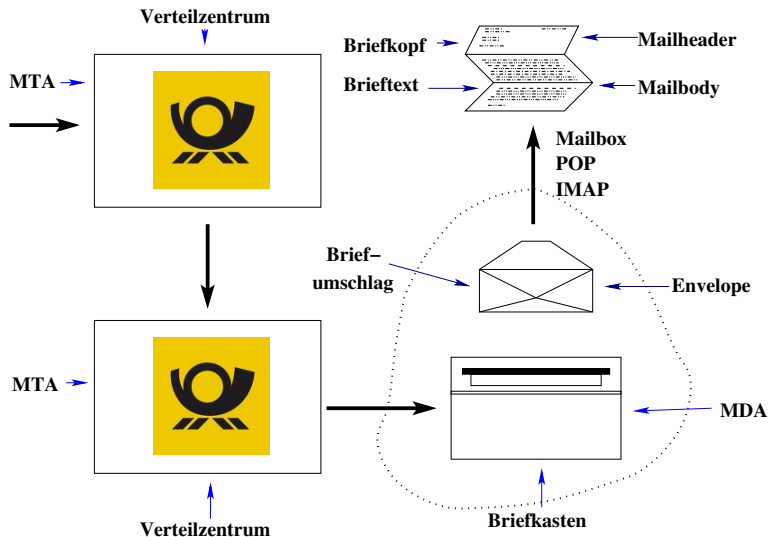 Verteilzentrum
MTA
Briefkopf
Mailheader
Brieftext
Mailbody
Mailbox
POP
IMAP
Brief–
umschlag
Envelope
MTA
MDA
Verteilzentrum
Briefkasten